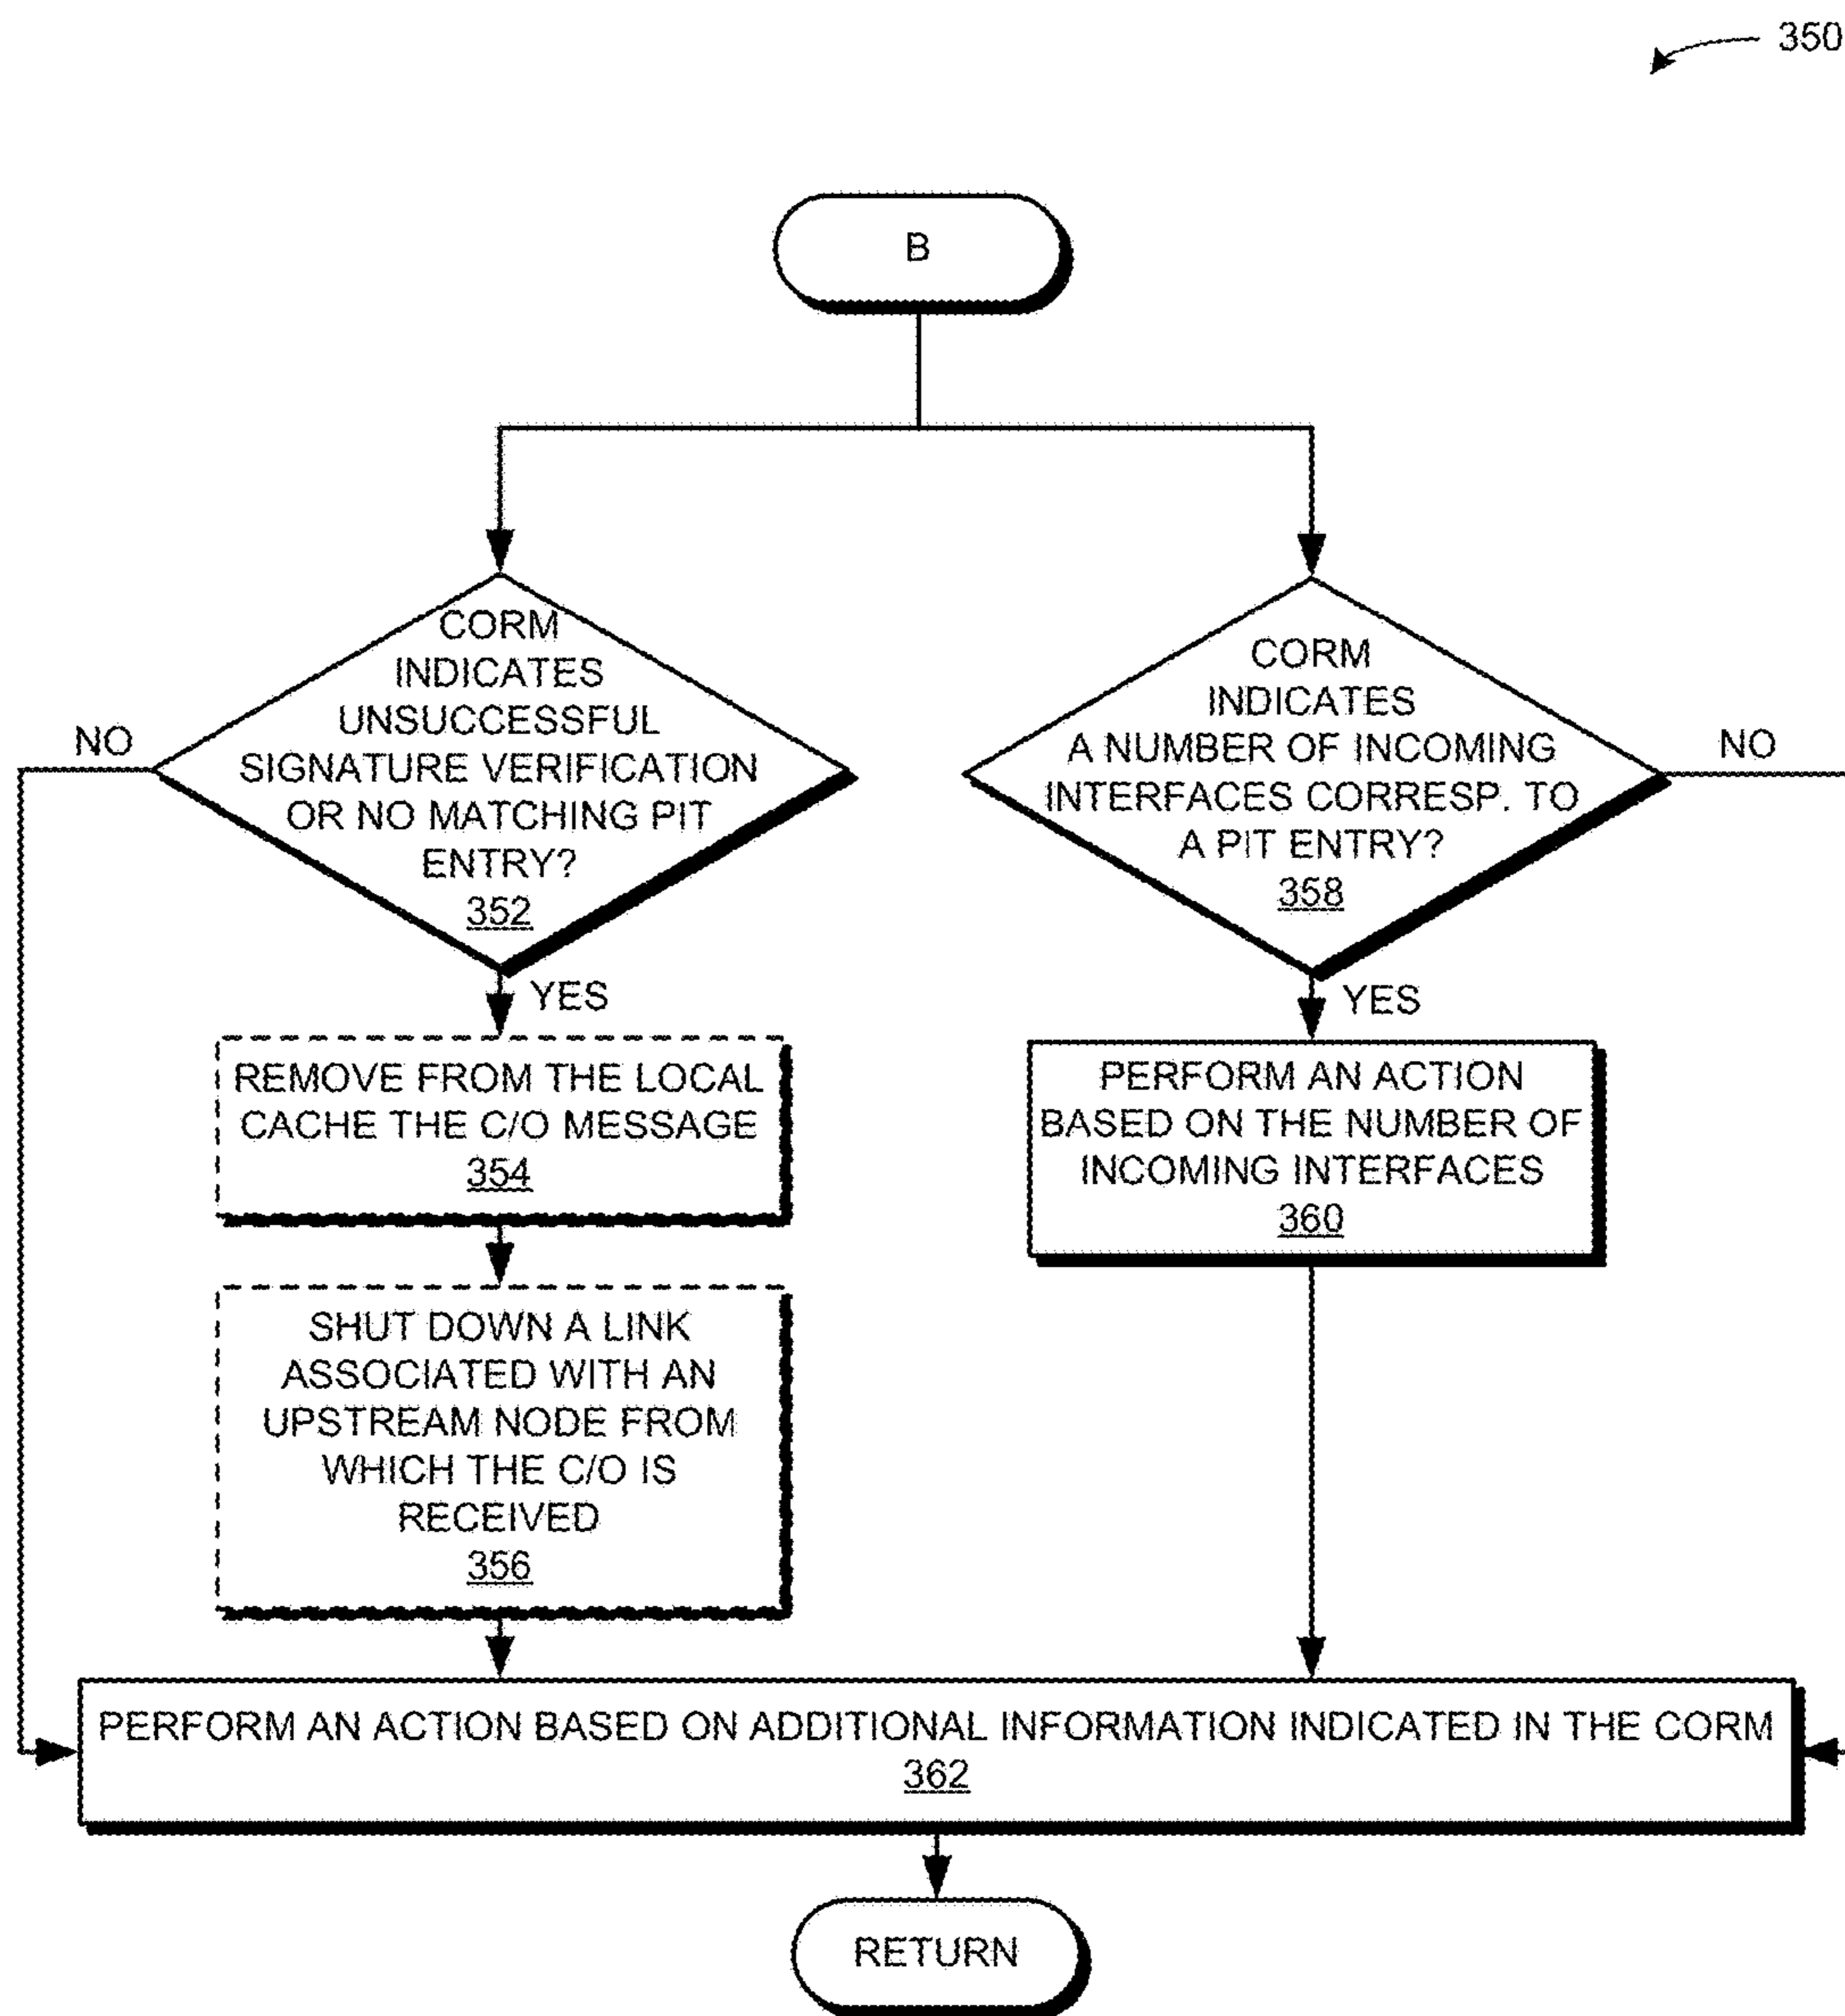 350
B
CORM
INDICATES
UNSUCCESSFUL
SIGNATURE VERIFICATION
OR NO MATCHING PIT
ENTRY?
352
NO
YES
CORM
INDICATES
A NUMBER OF INCOMING
INTERFACES CORRESP. TO
A PIT ENTRY?
358
NO
YES
REMOVE FROM THE LOCAL
CACHE THE C/O MESSAGE
354
SHUT DOWN A LINK
ASSOCIATED WITH AN
UPSTREAM NODE FROM
WHICH THE C/O IS
RECEIVED
356
PERFORM AN ACTION
BASED ON THE NUMBER OF
INCOMING INTERFACES
360
PERFORM AN ACTION BASED ON ADDITIONAL INFORMATION INDICATED IN THE CORM
362
RETURN